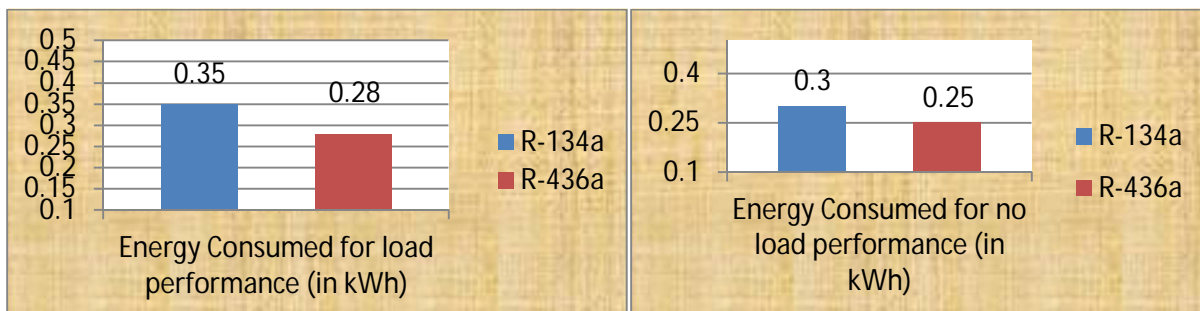 0.5
0.45
0.4
0.35
0.3
0.25
0.2
0.15
0.1
0.35
0.28
R-134a
R-436a
Energy Consumed for load
performance (in kWh)
0.4
0.25
0.1
0.3
0.25
R-134a
R-436a
Energy Consumed for no
load performance (in
kWh)